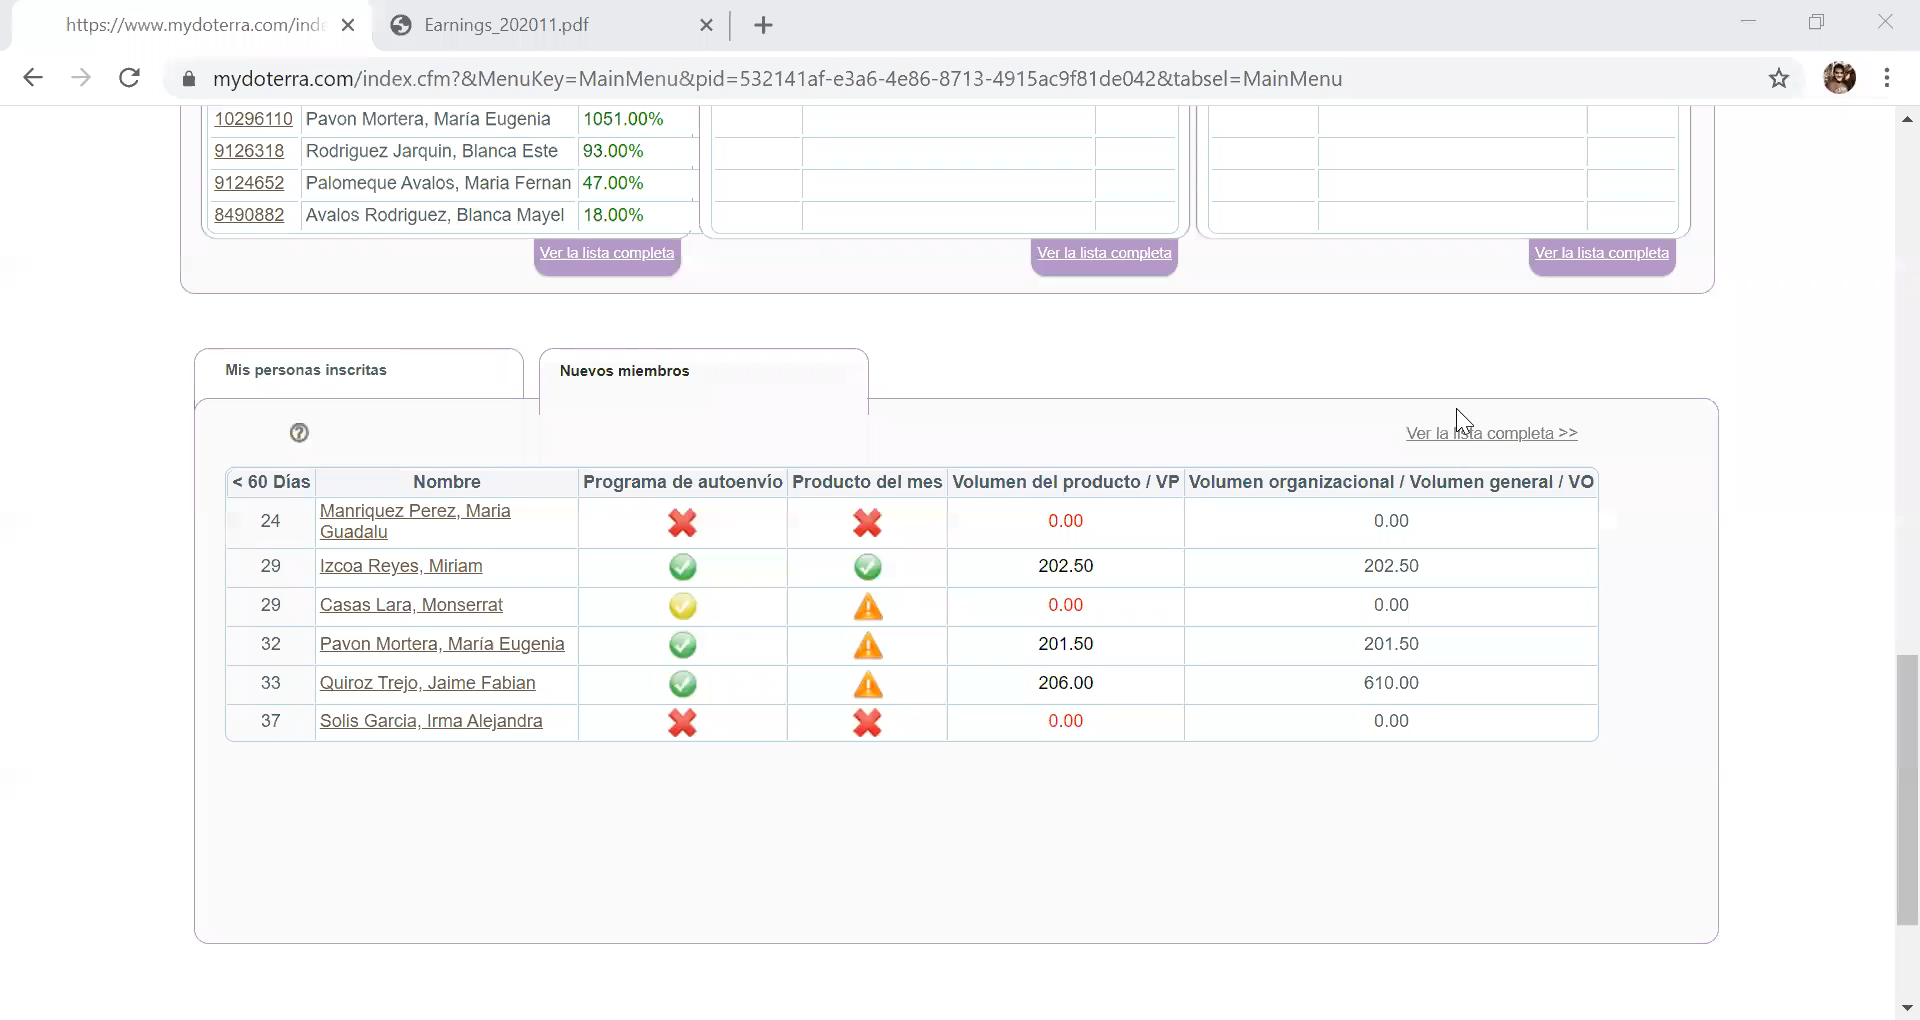 https://www.mydoterra.com/inde
Earnings_202011.pdf
mydoterra.com/index.cfm?&MenuKey=MainMenu&pid=532141af-e3a6-4e86-8713-4915ac9f81de042&tabsel=MainMenu
10296110 Pavon Mortera, María Eugenia 1051.00%
9126318 Rodriguez Jarquin, Blanca Este 93.00%
9124652 Palomeque Avalos, Maria Fernan 47.00%
8490882 Avalos Rodriguez, Blanca Mayel 18.00%
Ver la lista completa Ver la lista completa Ver la lista completa
Mis personas inscritas Nuevos miembros
?
Ver la lista completa >>
< 60 Días Nombre Programa de autoenvío Producto del mes Volumen del producto / VP Volumen organizacional / Volumen general / VO
24 Manriquez Perez, Maria Guadalu 0.00 0.00
29 Izcoa Reyes, Miriam 202.50 202.50
29 Casas Lara, Monserrat 0.00 0.00
32 Pavon Mortera, María Eugenia 201.50 201.50
33 Quiroz Trejo, Jaime Fabian 206.00 610.00
37 Solis Garcia, Irma Alejandra 0.00 0.00